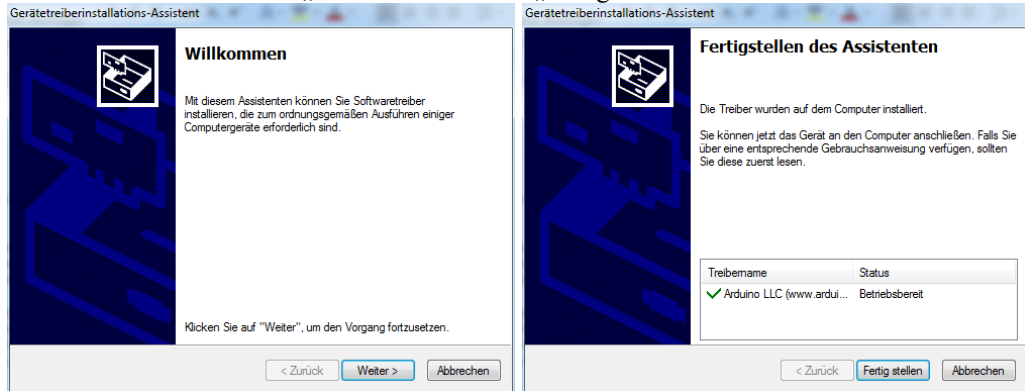 Gerätetreiberinstallations-Assistent
Willkommen
Mit diesem Assistenten können Sie Softwaretreiber
installieren, die zum ordnungsgemäßen Ausführen einiger
Computergeräte erforderlich sind.
Klicken Sie auf "Weiter", um den Vorgang fortzusetzen.
< Zurück
Weiter >
Abbrechen
Gerätetreiberinstallations-Assistent
Fertigstellen des Assistenten
Die Treiber wurden auf dem Computer installiert.
Sie können jetzt das Gerät an den Computer anschließen. Falls Sie
über eine entsprechende Gebrauchsanweisung verfügen, sollten
Sie diese zuerst lesen.
Treibername Status
Arduino LLC (www.ardui... Betriebsbereit
< Zurück
Fertig stellen
Abbrechen